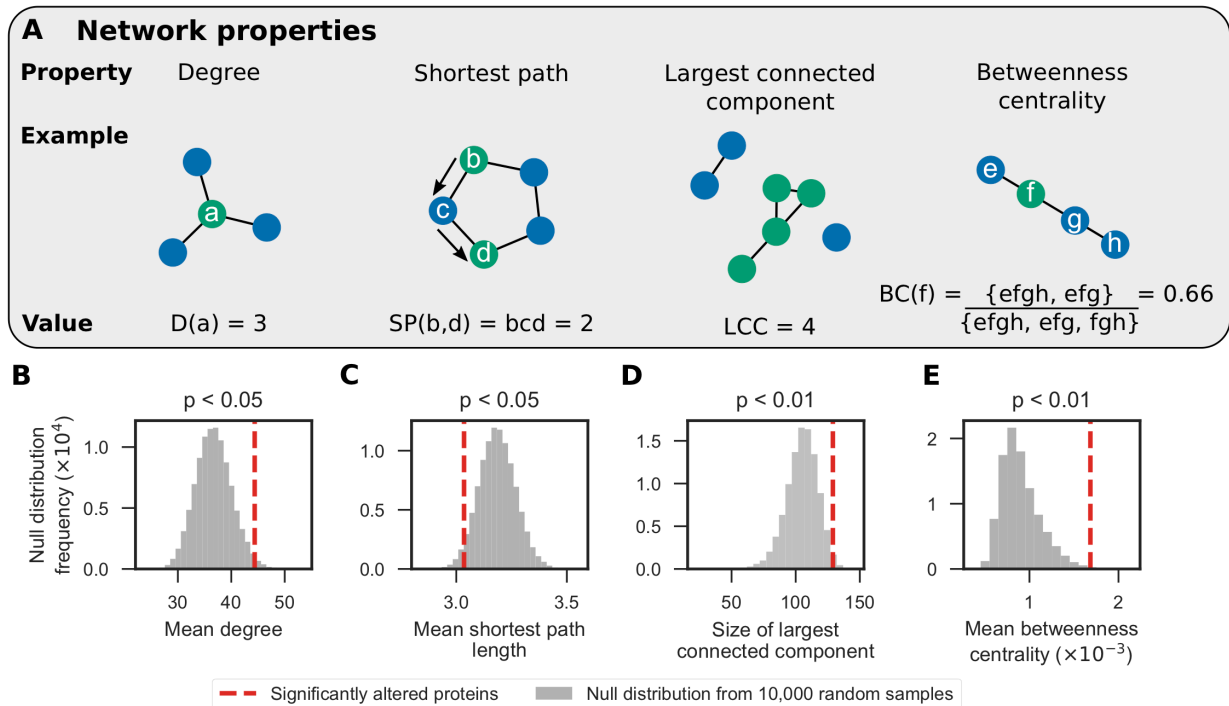 A Network properties
Property Degree Shortest path Largest connected component Betweenness centrality
Example
a
b
c
d
e
f
g
h
Value D(a) = 3 SP(b,d) = bcd = 2 LCC = 4 BC(f) = {efgh, efg} / {efgh, efg, fgh} = 0.66
B
p < 0.05
Null distribution
frequency (×10⁴)
1.0
0.5
0.0
30 40 50
Mean degree
C
p < 0.05
1.0
0.5
0.0
3.0 3.5
Mean shortest path
length
D
p < 0.01
1.5
1.0
0.5
0.0
50 100 150
Size of largest
connected component
E
p < 0.01
2
1
0
1 2
Mean betweenness
centrality (×10⁻³)
Significantly altered proteins Null distribution from 10,000 random samples